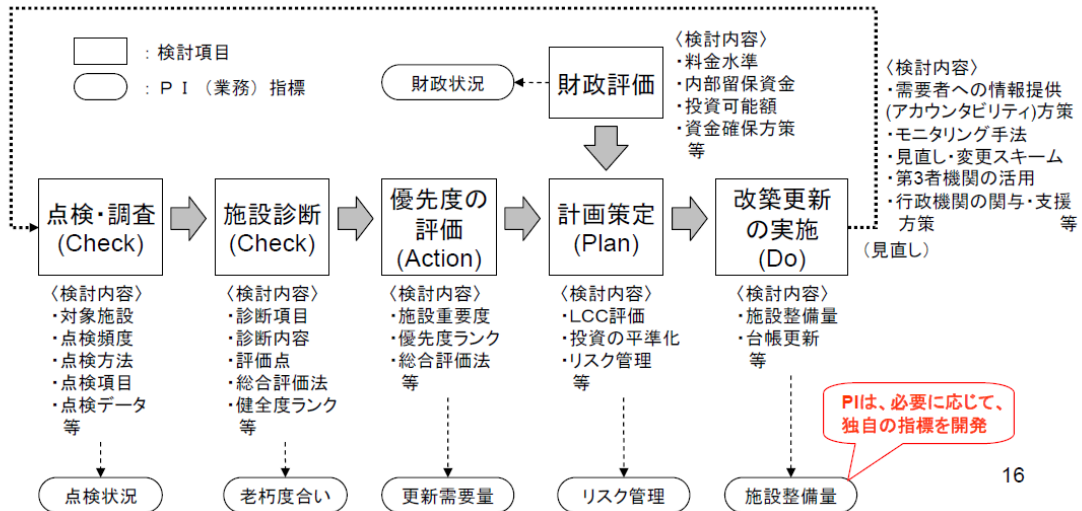 ：検討項目
：ＰＩ（業務）指標
財政状況
財政評価
〈検討内容〉
・料金水準
・内部留保資金
・投資可能額
・資金確保方策
等
〈検討内容〉
・需要者への情報提供
(アカウンタビリティ)方策
・モニタリング手法
・見直し・変更スキーム
・第3者機関の活用
・行政機関の関与・支援
方策　等
点検・調査
(Check)
施設診断
(Check)
優先度の
評価
(Action)
計画策定
(Plan)
改築更新
の実施
(Do)
（見直し）
〈検討内容〉
・対象施設
・点検頻度
・点検方法
・点検項目
・点検データ
等
〈検討内容〉
・診断項目
・診断内容
・評価点
・総合評価法
・健全度ランク
等
〈検討内容〉
・施設重要度
・優先度ランク
・総合評価法
等
〈検討内容〉
・ＬＣＣ評価
・投資の平準化
・リスク管理
等
〈検討内容〉
・施設整備量
・台帳更新
等
PIは、必要に応じて、
独自の指標を開発
点検状況
老朽度合い
更新需要量
リスク管理
施設整備量
16